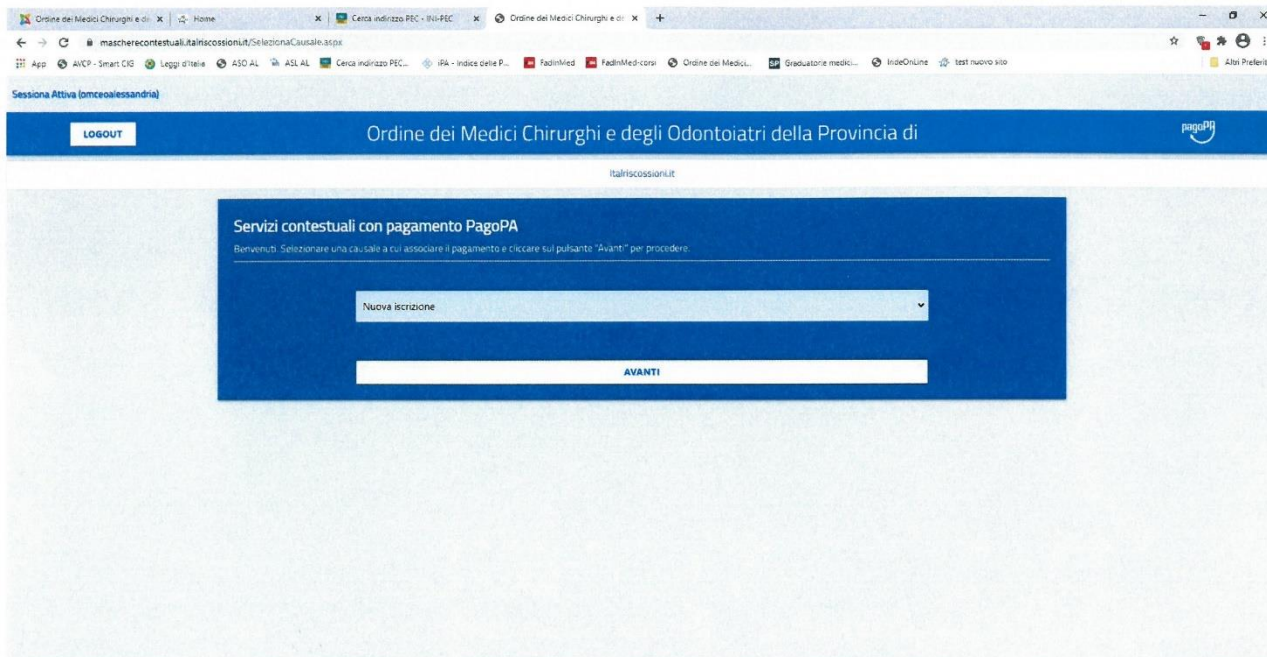 Ordine dei Medici Chirurghi e de
Home
Cerca indirizzo PEC - INI-PEC
Ordine dei Medici Chirurghi e de
mascherecontestuali.italriscossioni.it/SelezionaCausale.aspx
App AVCP - Smart CIG Leggi d'Italia ASO AL ASL AL Cerca indirizzo PEC... iPA - Indice delle P... FadInMed FadInMed-corsi Ordine dei Medici... Graduatorie medici... IndeOnLine test nuovo sito Altri Preferit
Sessiona Attiva (omceoalessandria)
LOGOUT
Ordine dei Medici Chirurghi e degli Odontoiatri della Provincia di
pagoPA
italriscossioni.it
Servizi contestuali con pagamento PagoPA
Benvenuti. Selezionare una causale a cui associare il pagamento e cliccare sul pulsante "Avanti" per procedere.
Nuova iscrizione
AVANTI